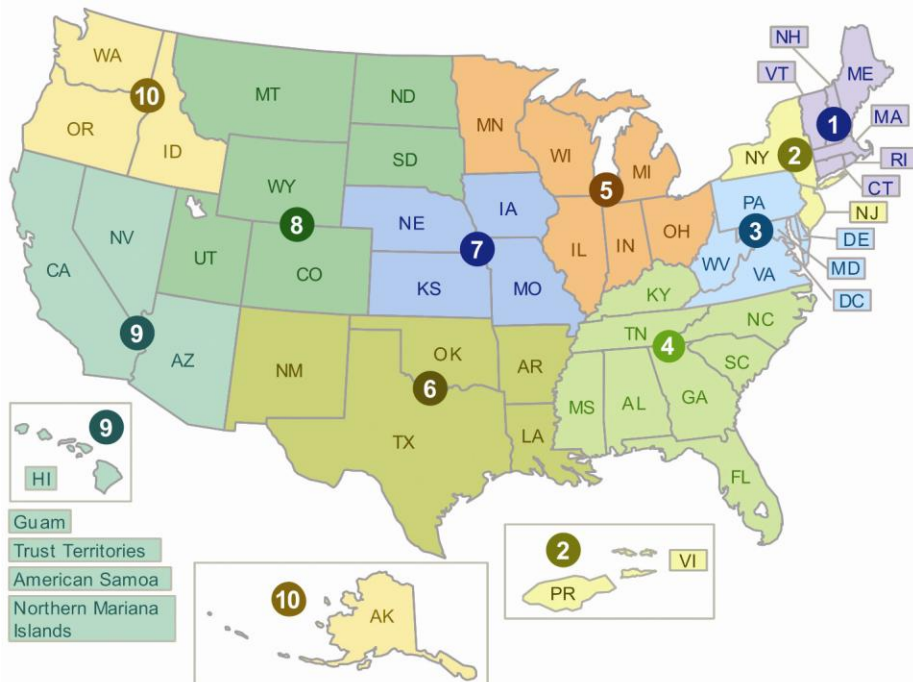 NH
WA
ME
VT
ND
MT
10
MN
MA
OR
1
WI
ID
SD
NY
2
RI
MI
WY
5
CT
PA
NJ
IA
NE
8
3
NV
7
OH
DE
IL
IN
UT
WV
MD
CA
CO
VA
KS
MO
KY
DC
NC
TN
9
OK
4
AZ
AR
SC
NM
6
MS
AL
GA
9
TX
LA
HI
FL
Guam
Trust Territories
2
VI
American Samoa
PR
10
Northern Mariana
AK
Islands